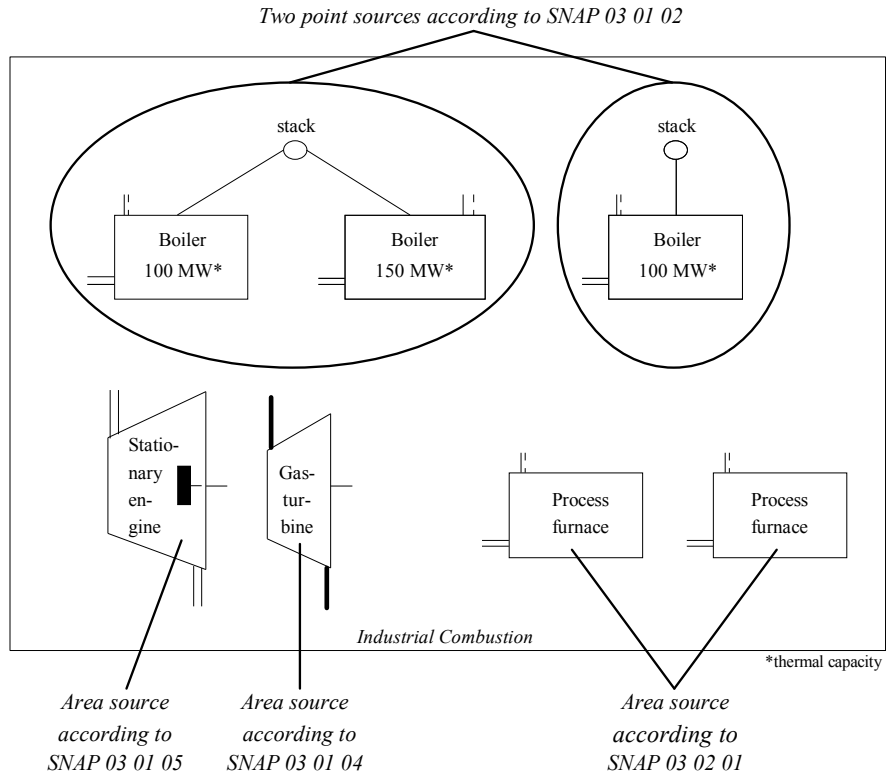 Two point sources according to SNAP 03 01 02
stack
stack
Boiler
100 MW*
Boiler
150 MW*
Boiler
100 MW*
Statio-
nary
en-
gine
Gas-
tur-
bine
Process
furnace
Process
furnace
Industrial Combustion
*thermal capacity
Area source
according to
SNAP 03 01 05
Area source
according to
SNAP 03 01 04
Area source
according to
SNAP 03 02 01